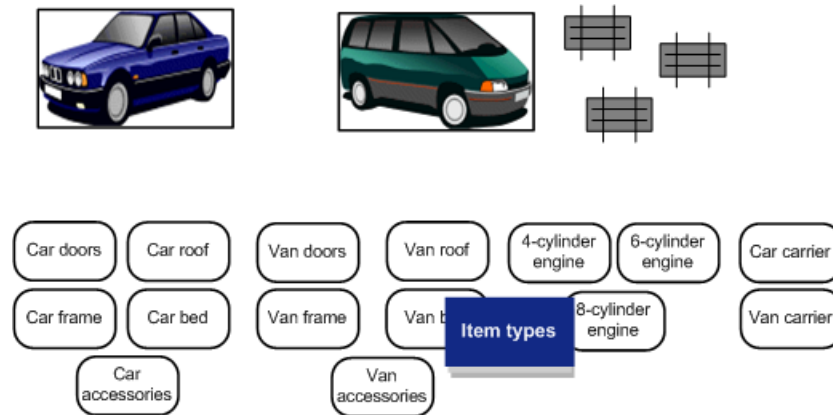 Car doors
Car roof
Van doors
Van roof
4-cylinder
engine
6-cylinder
engine
Car carrier
Car frame
Car bed
Van frame
Van
Item types
8-cylinder
engine
Van carrier
Car
accessories
Van
accessories